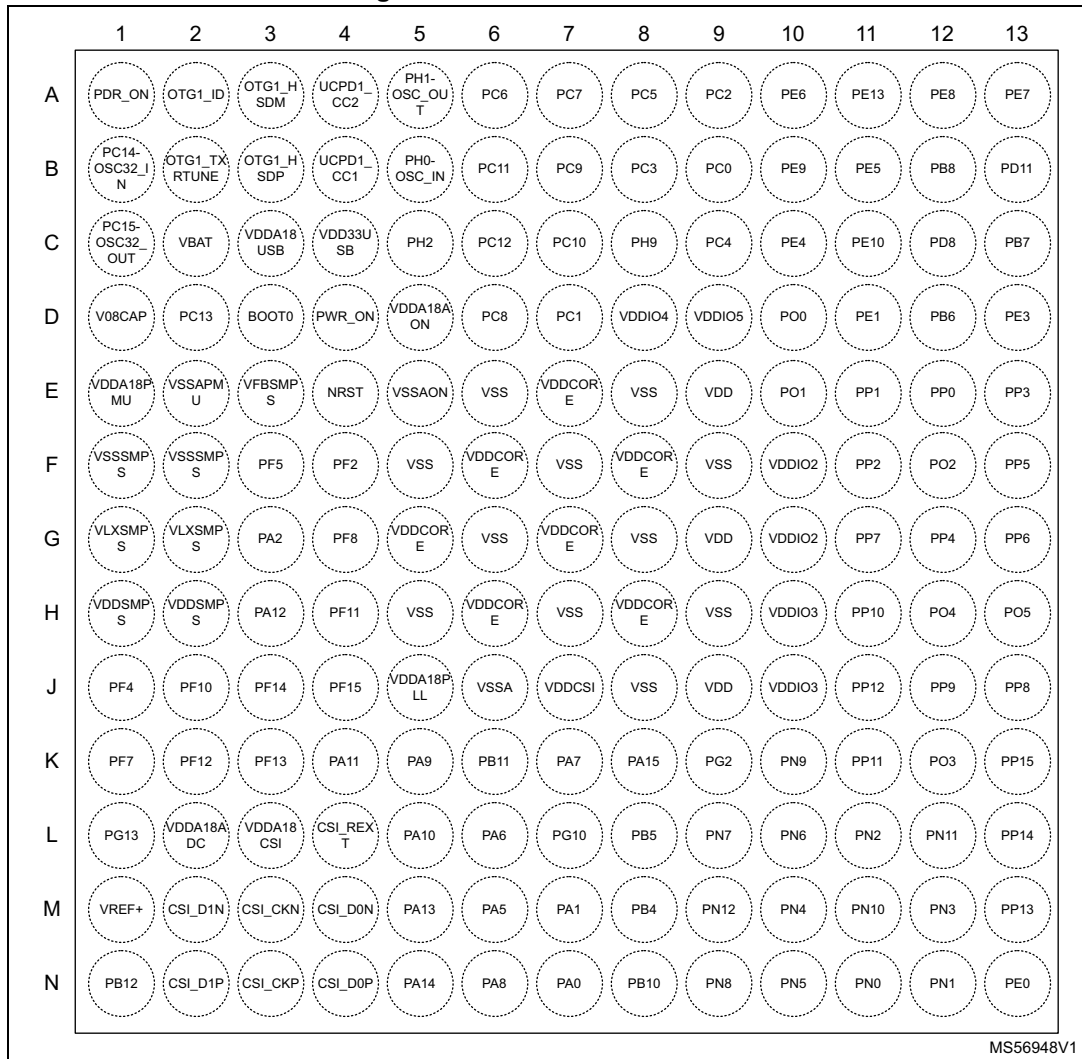 1 2 3 4 5 6 7 8 9 10 11 12 13
A PDR_ON OTG1_ID OTG1_HSDM UCPD1_CC2 PH1-OSC_OUT PC6 PC7 PC5 PC2 PE6 PE13 PE8 PE7
B PC14-OSC32_IN OTG1_TXRTUNE OTG1_HSDP UCPD1_CC1 PH0-OSC_IN PC11 PC9 PC3 PC0 PE9 PE5 PB8 PD11
C PC15-OSC32_OUT VBAT VDDA18USB VDD33USB PH2 PC12 PC10 PH9 PC4 PE4 PE10 PD8 PB7
D V08CAP PC13 BOOT0 PWR_ON VDDA18AON PC8 PC1 VDDIO4 VDDIO5 PO0 PE1 PB6 PE3
E VDDA18PMU VSSAPMU VFBSMPS NRST VSSAON VSS VDDCORE VSS VDD PO1 PP1 PP0 PP3
F VSSSMPS VSSSMPS PF5 PF2 VSS VDDCORE VSS VDDCORE VSS VDDIO2 PP2 PO2 PP5
G VLXSMPS VLXSMPS PA2 PF8 VDDCORE VSS VDDCORE VSS VDD VDDIO2 PP7 PP4 PP6
H VDDSMPS VDDSMPS PA12 PF11 VSS VDDCORE VSS VDDCORE VSS VDDIO3 PP10 PO4 PO5
J PF4 PF10 PF14 PF15 VDDA18PLL VSSA VDDCSI VSS VDD VDDIO3 PP12 PP9 PP8
K PF7 PF12 PF13 PA11 PA9 PB11 PA7 PA15 PG2 PN9 PP11 PO3 PP15
L PG13 VDDA18ADC VDDA18CSI CSI_REXT PA10 PA6 PG10 PB5 PN7 PN6 PN2 PN11 PP14
M VREF+ CSI_D1N CSI_CKN CSI_D0N PA13 PA5 PA1 PB4 PN12 PN4 PN10 PN3 PP13
N PB12 CSI_D1P CSI_CKP CSI_D0P PA14 PA8 PA0 PB10 PN8 PN5 PN0 PN1 PE0
MS56948V1